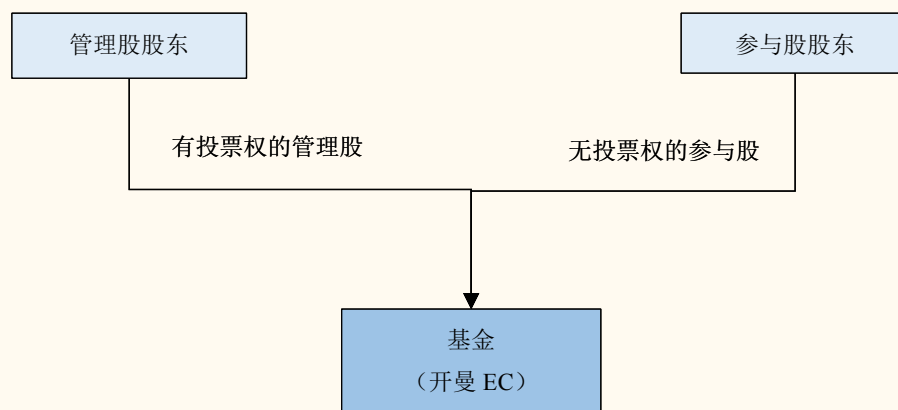 管理股股东
参与股股东
有投票权的管理股
无投票权的参与股
基金
（开曼 EC）